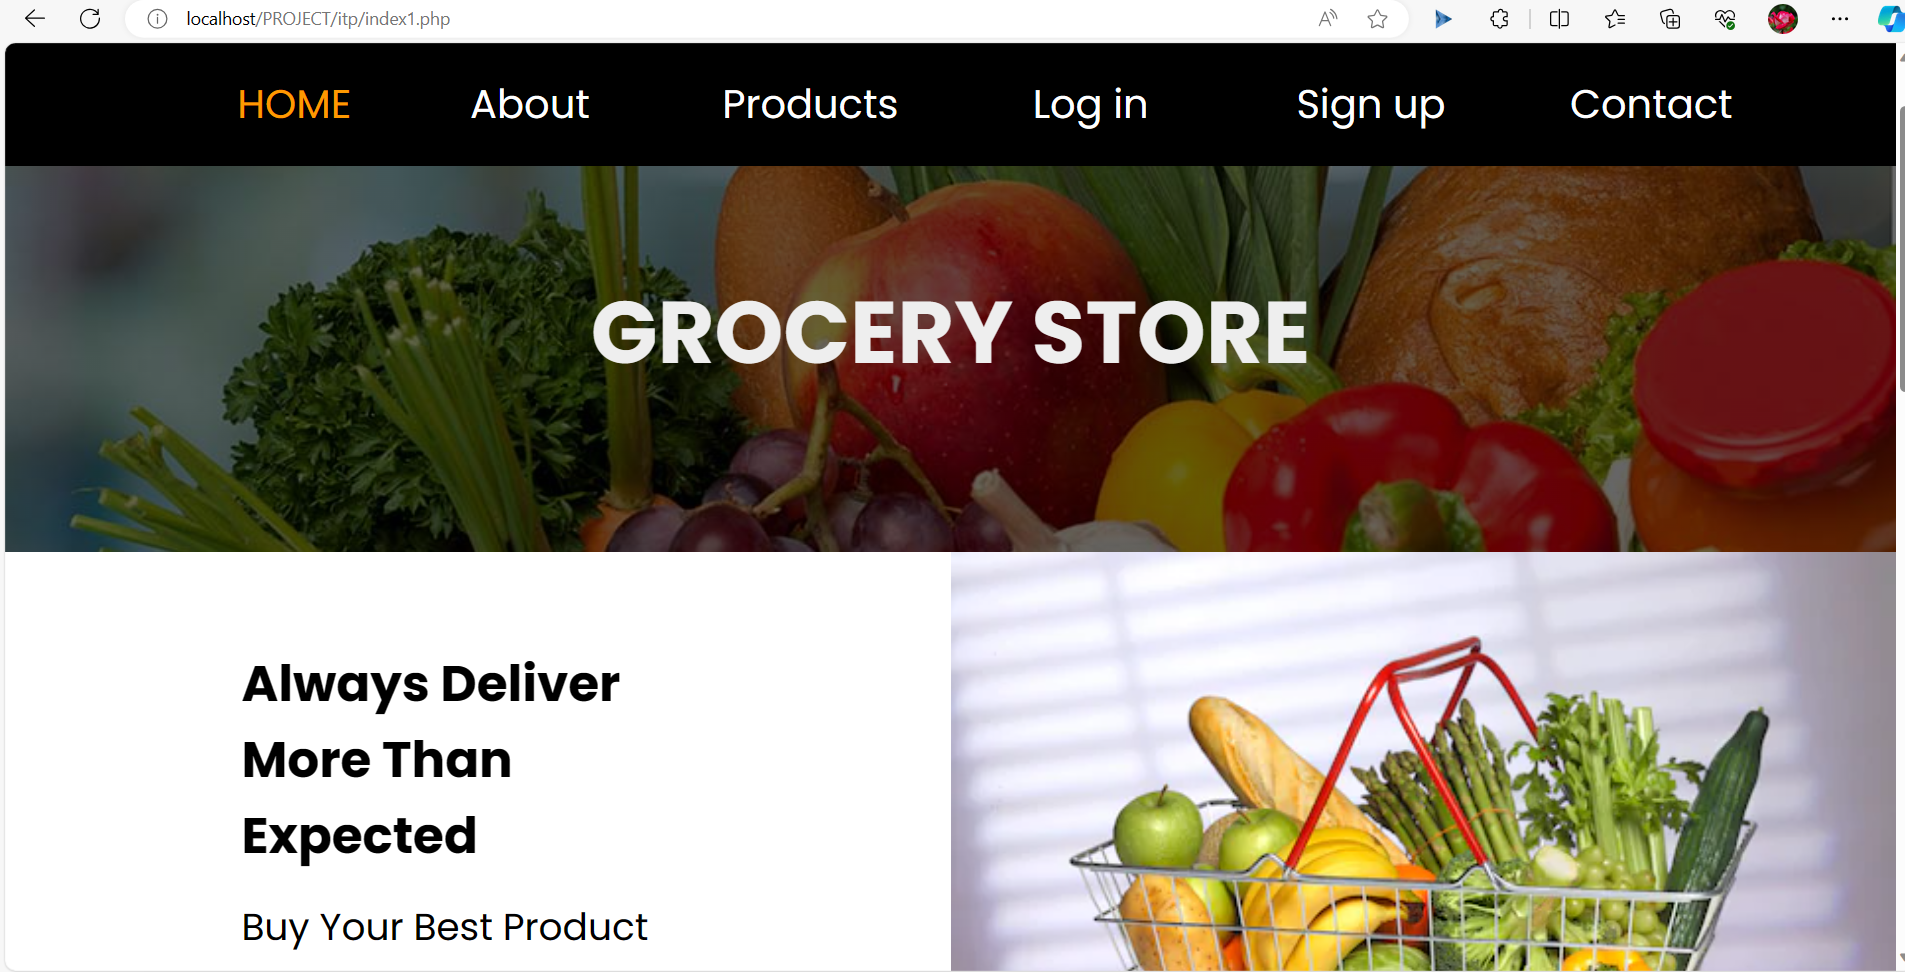 localhost/PROJECT/itp/index1.php
HOME About Products Log in Sign up Contact
GROCERY STORE
Always Deliver
More Than
Expected
Buy Your Best Product